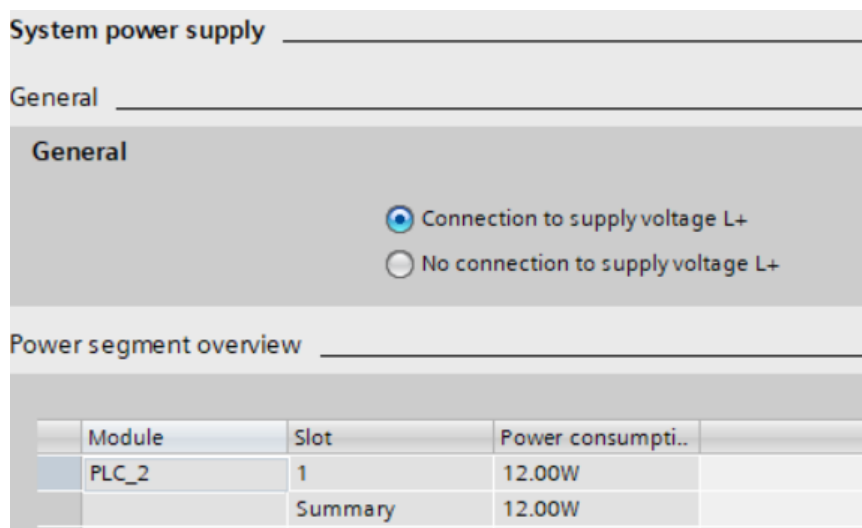 System power supply
General
General
Connection to supply voltage L+
No connection to supply voltage L+
Power segment overview
Module Slot Power consumpti..
PLC_2 1 12.00W
Summary 12.00W